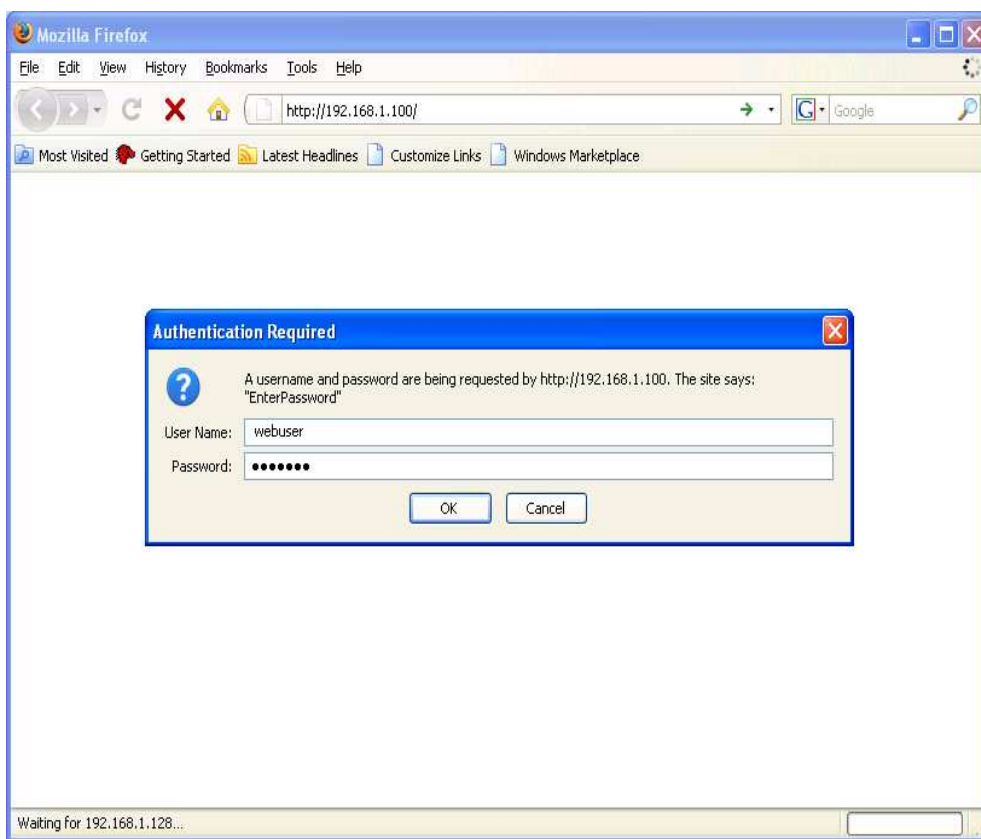 Mozilla Firefox
File Edit View History Bookmarks Tools Help
http://192.168.1.100/
G Google
Most Visited Getting Started Latest Headlines Customize Links Windows Marketplace
Authentication Required
A username and password are being requested by http://192.168.1.100. The site says:
"EnterPassword"
User Name: webuser
Password: •••••••
OK Cancel
Waiting for 192.168.1.128...